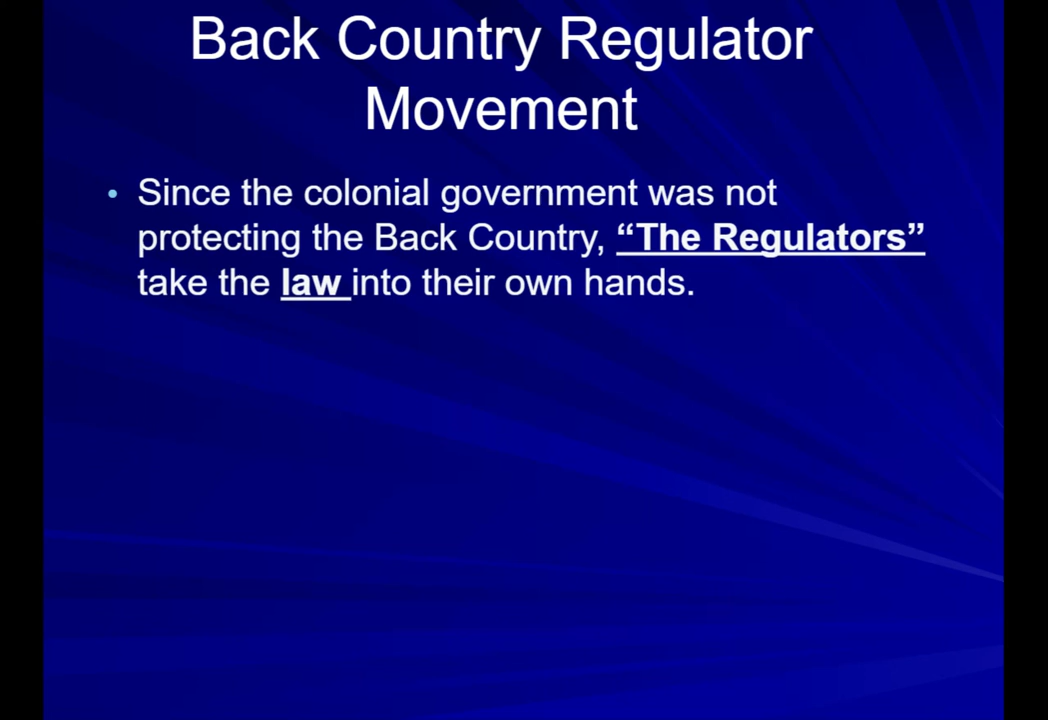 Back Country Regulator
Movement
• Since the colonial government was not
protecting the Back Country, “The Regulators”
take the law into their own hands.